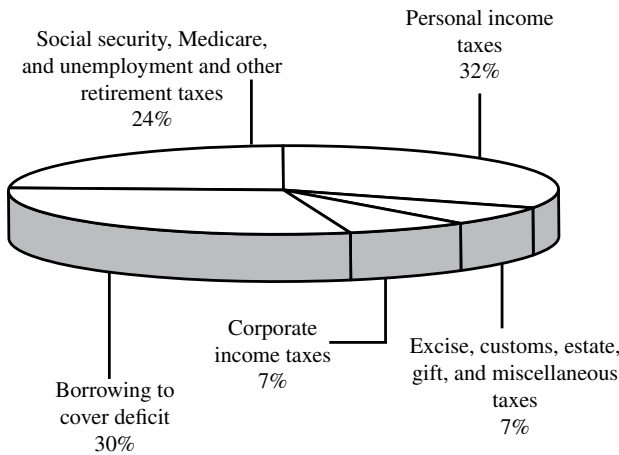 Personal income
taxes
32%
Social security, Medicare,
and unemployment and other
retirement taxes
24%
Corporate
income taxes
7%
Excise, customs, estate,
gift, and miscellaneous
taxes
7%
Borrowing to
cover deficit
30%